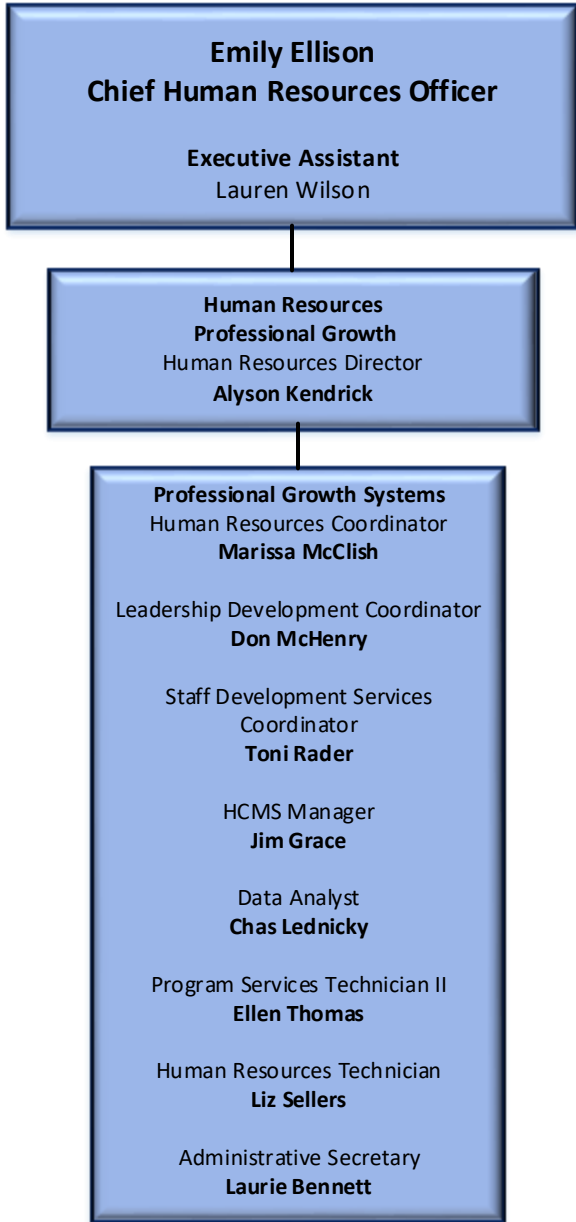 Emily Ellison
Chief Human Resources Officer
Executive Assistant
Lauren Wilson
Human Resources
Professional Growth
Human Resources Director
Alyson Kendrick
Professional Growth Systems
Human Resources Coordinator
Marissa McClish
Leadership Development Coordinator
Don McHenry
Staff Development Services
Coordinator
Toni Rader
HCMS Manager
Jim Grace
Data Analyst
Chas Lednicky
Program Services Technician II
Ellen Thomas
Human Resources Technician
Liz Sellers
Administrative Secretary
Laurie Bennett